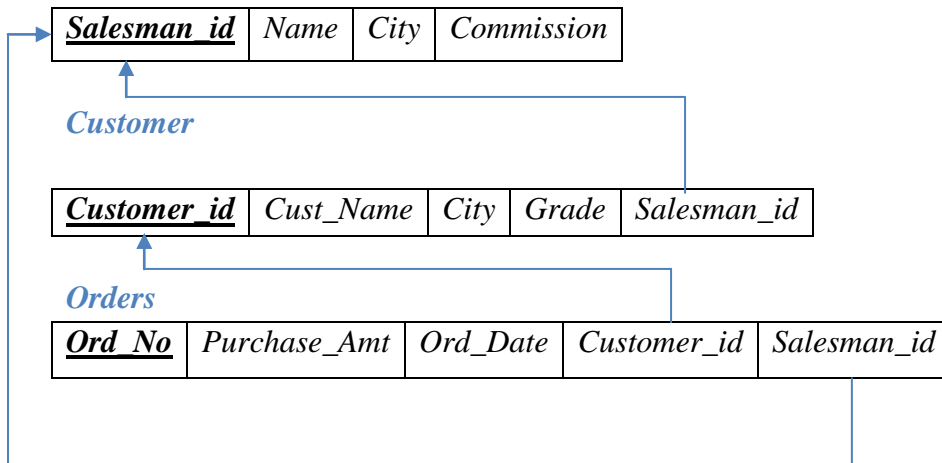 Salesman_id Name City Commission
Customer
Customer_id Cust_Name City Grade Salesman_id
Orders
Ord_No Purchase_Amt Ord_Date Customer_id Salesman_id